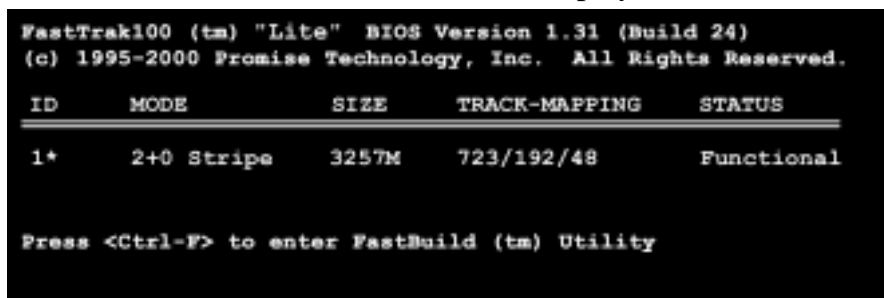 FastTrak100 (tm) "Lite" BIOS Version 1.31 (Build 24)
(c) 1995-2000 Promise Technology, Inc. All Rights Reserved.
ID MODE SIZE TRACK-MAPPING STATUS
1* 2+0 Stripe 3257M 723/192/48 Functional
Press <Ctrl-F> to enter FastBuild (tm) Utility